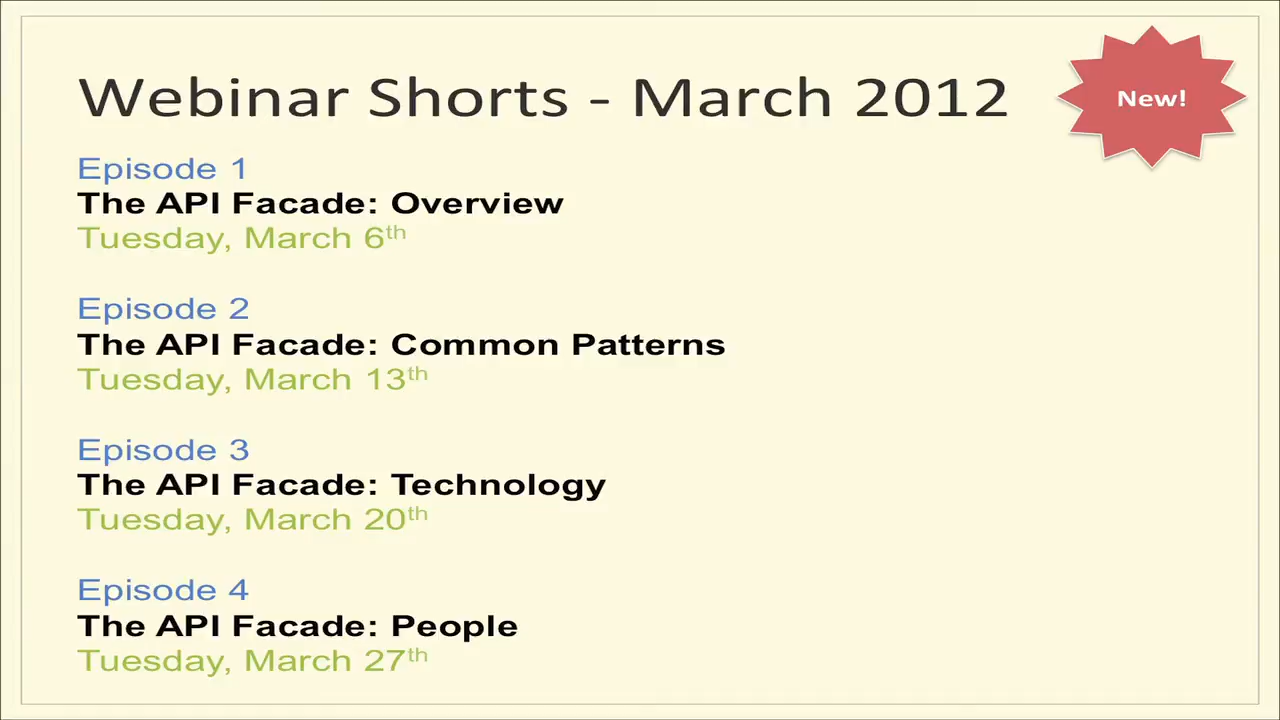 Webinar Shorts - March 2012
New!
Episode 1
The API Facade: Overview
Tuesday, March 6th
Episode 2
The API Facade: Common Patterns
Tuesday, March 13th
Episode 3
The API Facade: Technology
Tuesday, March 20th
Episode 4
The API Facade: People
Tuesday, March 27th